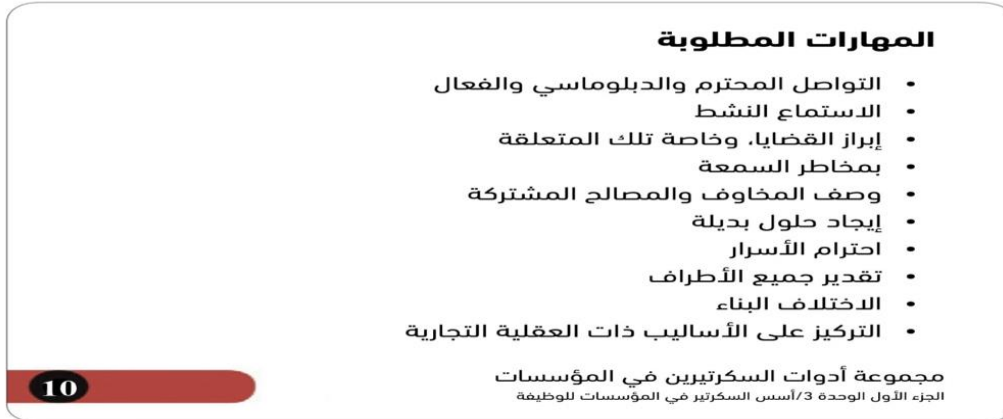 المهارات المطلوبة
• التواصل المحترم والدبلوماسي والفعال
• الاستماع النشط
• إبراز القضايا، وخاصة تلك المتعلقة
• بمخاطر السمعة
• وصف المخاوف والمصالح المشتركة
• إيجاد حلول بديلة
• احترام الأسرار
• تقدير جميع الأطراف
• الاختلاف البناء
• التركيز على الأساليب ذات العقلية التجارية
مجموعة أدوات السكرتيرين في المؤسسات
الجزء الأول الوحدة 3/أسس السكرتير في المؤسسات للوظيفة
10